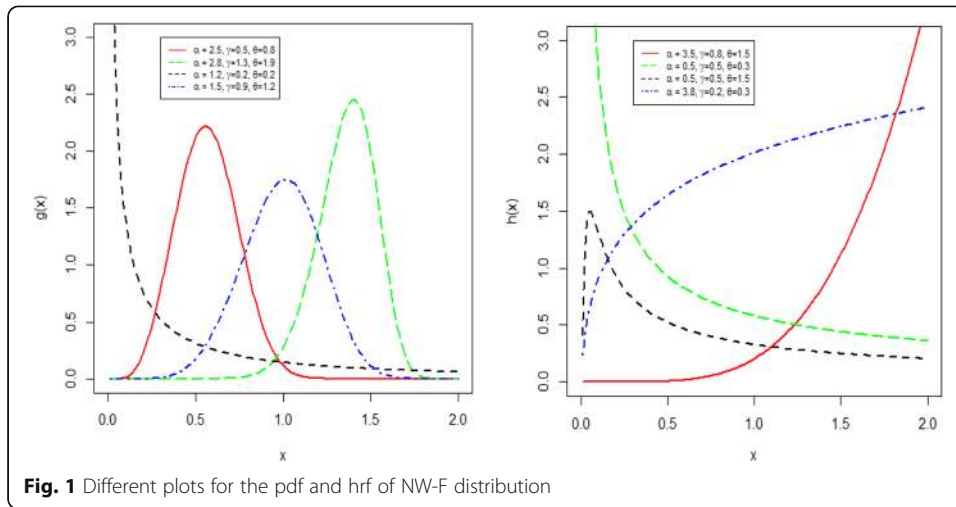 α = 2.5, γ=0.5, θ=0.8
α = 2.8, γ=1.3, θ=1.9
α = 1.2, γ=0.2, θ=0.2
α = 1.5, γ=0.9, θ=1.2
g(x)
3.0
2.5
2.0
1.5
1.0
0.5
0.0
0.0 0.5 1.0 1.5 2.0
x
α = 3.5, γ=0.8, θ=1.5
α = 0.5, γ=0.5, θ=0.3
α = 0.5, γ=0.5, θ=1.5
α = 3.8, γ=0.2, θ=0.3
h(x)
3.0
2.5
2.0
1.5
1.0
0.5
0.0
0.0 0.5 1.0 1.5 2.0
x
Fig. 1 Different plots for the pdf and hrf of NW-F distribution